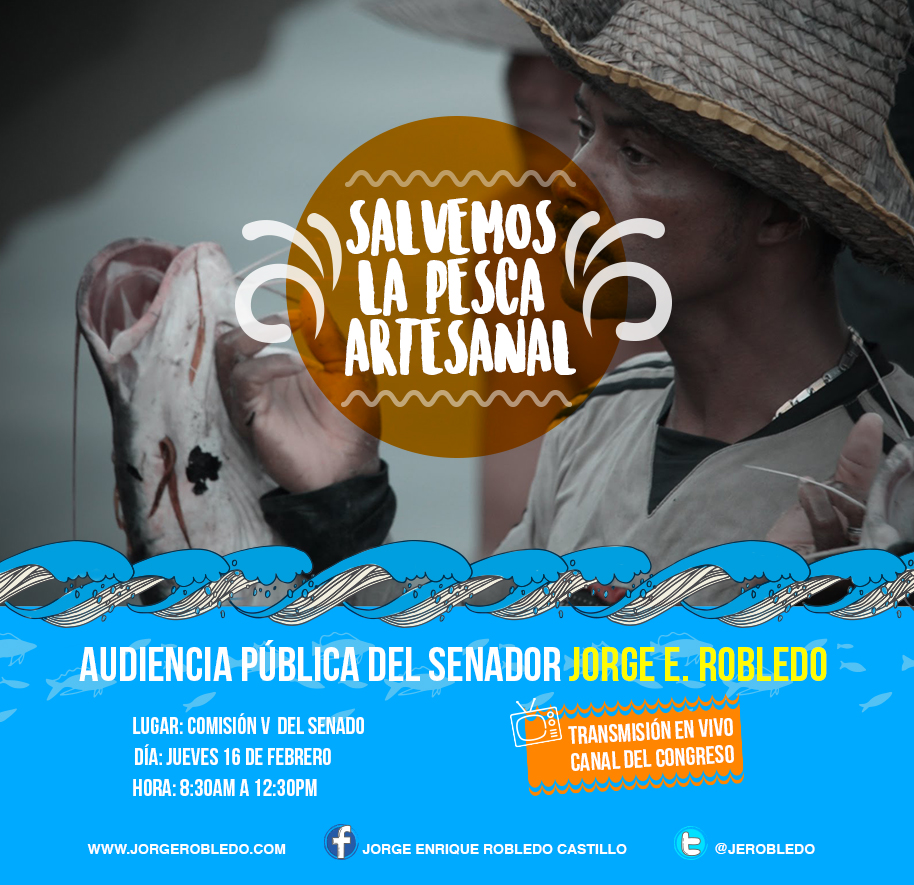 SALVEMOS
LA PESCA
ARTESANAL
AUDIENCIA PÚBLICA DEL SENADOR JORGE E. ROBLEDO
LUGAR: COMISIÓN V DEL SENADO
DÍA: JUEVES 16 DE FEBRERO
HORA: 8:30AM A 12:30PM
TRANSMISIÓN EN VIVO
CANAL DEL CONGRESO
WWW.JORGEROBLEDO.COM
f JORGE ENRIQUE ROBLEDO CASTILLO
t @JEROBLEDO